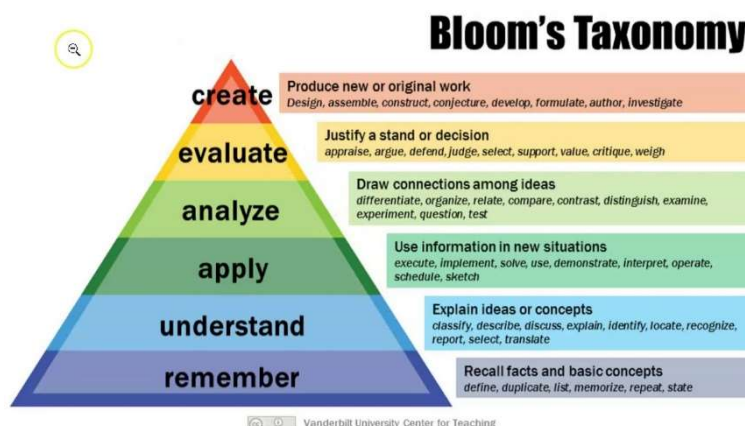 Bloom's Taxonomy
create
Produce new or original work
Design, assemble, construct, conjecture, develop, formulate, author, investigate
evaluate
Justify a stand or decision
appraise, argue, defend, judge, select, support, value, critique, weigh
analyze
Draw connections among ideas
differentiate, organize, relate, compare, contrast, distinguish, examine,
experiment, question, test
apply
Use information in new situations
execute, implement, solve, use, demonstrate, interpret, operate,
schedule, sketch
understand
Explain ideas or concepts
classify, describe, discuss, explain, identify, locate, recognize,
report, select, translate
remember
Recall facts and basic concepts
define, duplicate, list, memorize, repeat, state
Vanderbilt University Center for Teaching